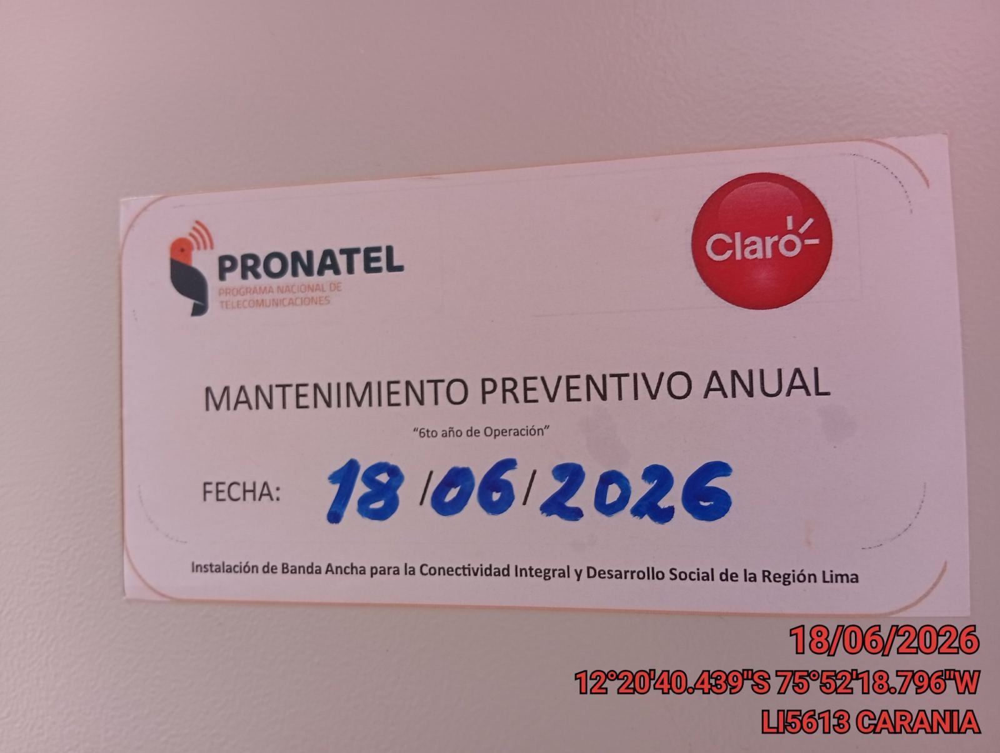 PRONATEL
PROGRAMA NACIONAL DE
TELECOMUNICACIONES
Claro
MANTENIMIENTO PREVENTIVO ANUAL
“6to año de Operación”
FECHA: 18/06/2026
Instalación de Banda Ancha para la Conectividad Integral y Desarrollo Social de la Región Lima
18/06/2026
12°20'40.439"S 75°52'18.796"W
LI5613 CARANIA